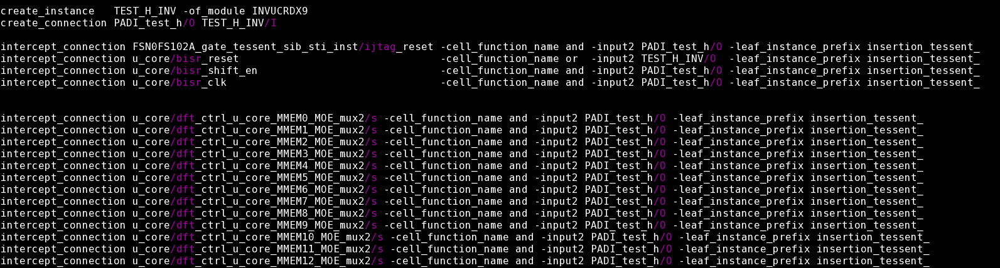 create_instance   TEST_H_INV -of_module INVUCRDX9
create_connection PADI_test_h/O TEST_H_INV/I
intercept_connection FSN0FS102A_gate_tessent_sib_sti_inst/ijtag_reset -cell_function_name and -input2 PADI_test_h/O -leaf_instance_prefix insertion_tessent_
intercept_connection u_core/bisr_reset                                -cell_function_name or  -input2 TEST_H_INV/O  -leaf_instance_prefix insertion_tessent_
intercept_connection u_core/bisr_shift_en                             -cell_function_name and -input2 PADI_test_h/O -leaf_instance_prefix insertion_tessent_
intercept_connection u_core/bisr_clk                                  -cell_function_name and -input2 PADI_test_h/O -leaf_instance_prefix insertion_tessent_
intercept_connection u_core/dft_ctrl_u_core_MMEM0_MOE_mux2/s -cell_function_name and -input2 PADI_test_h/O -leaf_instance_prefix insertion_tessent_
intercept_connection u_core/dft_ctrl_u_core_MMEM1_MOE_mux2/s -cell_function_name and -input2 PADI_test_h/O -leaf_instance_prefix insertion_tessent_
intercept_connection u_core/dft_ctrl_u_core_MMEM2_MOE_mux2/s -cell_function_name and -input2 PADI_test_h/O -leaf_instance_prefix insertion_tessent_
intercept_connection u_core/dft_ctrl_u_core_MMEM3_MOE_mux2/s -cell_function_name and -input2 PADI_test_h/O -leaf_instance_prefix insertion_tessent_
intercept_connection u_core/dft_ctrl_u_core_MMEM4_MOE_mux2/s -cell_function_name and -input2 PADI_test_h/O -leaf_instance_prefix insertion_tessent_
intercept_connection u_core/dft_ctrl_u_core_MMEM5_MOE_mux2/s -cell_function_name and -input2 PADI_test_h/O -leaf_instance_prefix insertion_tessent_
intercept_connection u_core/dft_ctrl_u_core_MMEM6_MOE_mux2/s -cell_function_name and -input2 PADI_test_h/O -leaf_instance_prefix insertion_tessent_
intercept_connection u_core/dft_ctrl_u_core_MMEM7_MOE_mux2/s -cell_function_name and -input2 PADI_test_h/O -leaf_instance_prefix insertion_tessent_
intercept_connection u_core/dft_ctrl_u_core_MMEM8_MOE_mux2/s -cell_function_name and -input2 PADI_test_h/O -leaf_instance_prefix insertion_tessent_
intercept_connection u_core/dft_ctrl_u_core_MMEM9_MOE_mux2/s -cell_function_name and -input2 PADI_test_h/O -leaf_instance_prefix insertion_tessent_
intercept_connection u_core/dft_ctrl_u_core_MMEM10_MOE_mux2/s -cell_function_name and -input2 PADI_test_h/O -leaf_instance_prefix insertion_tessent_
intercept_connection u_core/dft_ctrl_u_core_MMEM11_MOE_mux2/s -cell_function_name and -input2 PADI_test_h/O -leaf_instance_prefix insertion_tessent_
intercept_connection u_core/dft_ctrl_u_core_MMEM12_MOE_mux2/s -cell_function_name and -input2 PADI_test_h/O -leaf_instance_prefix insertion_tessent_